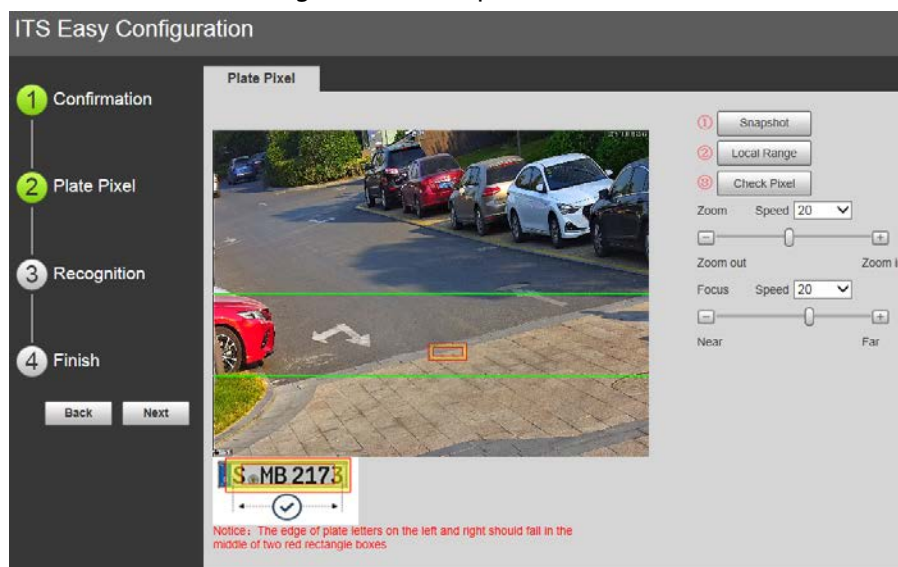 ITS Easy Configuration
Plate Pixel
1 Confirmation
2 Plate Pixel
3 Recognition
4 Finish
Back Next
① Snapshot
② Local Range
③ Check Pixel
Zoom Speed 20
Zoom out Zoom i
Focus Speed 20
Near Far
S MB 2173
Notice: The edge of plate letters on the left and right should fall in the
middle of two red rectangle boxes